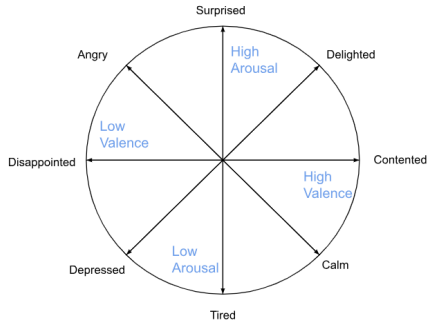 Surprised
Angry
High
Arousal
Delighted
Low
Valence
Disappointed
Contented
High
Valence
Low
Arousal
Depressed
Calm
Tired